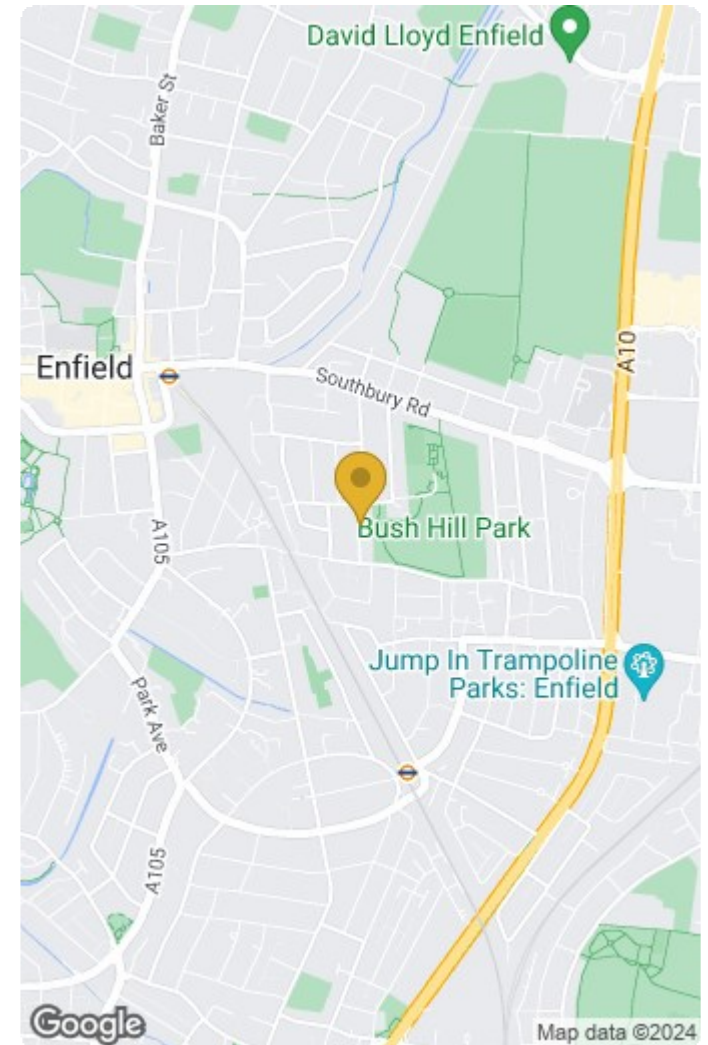 David Lloyd Enfield
Baker St
Enfield
Southbury Rd
A10
Bush Hill Park
A105
Jump In Trampoline
Parks: Enfield
Park Ave
A105
Google
Map data ©2024